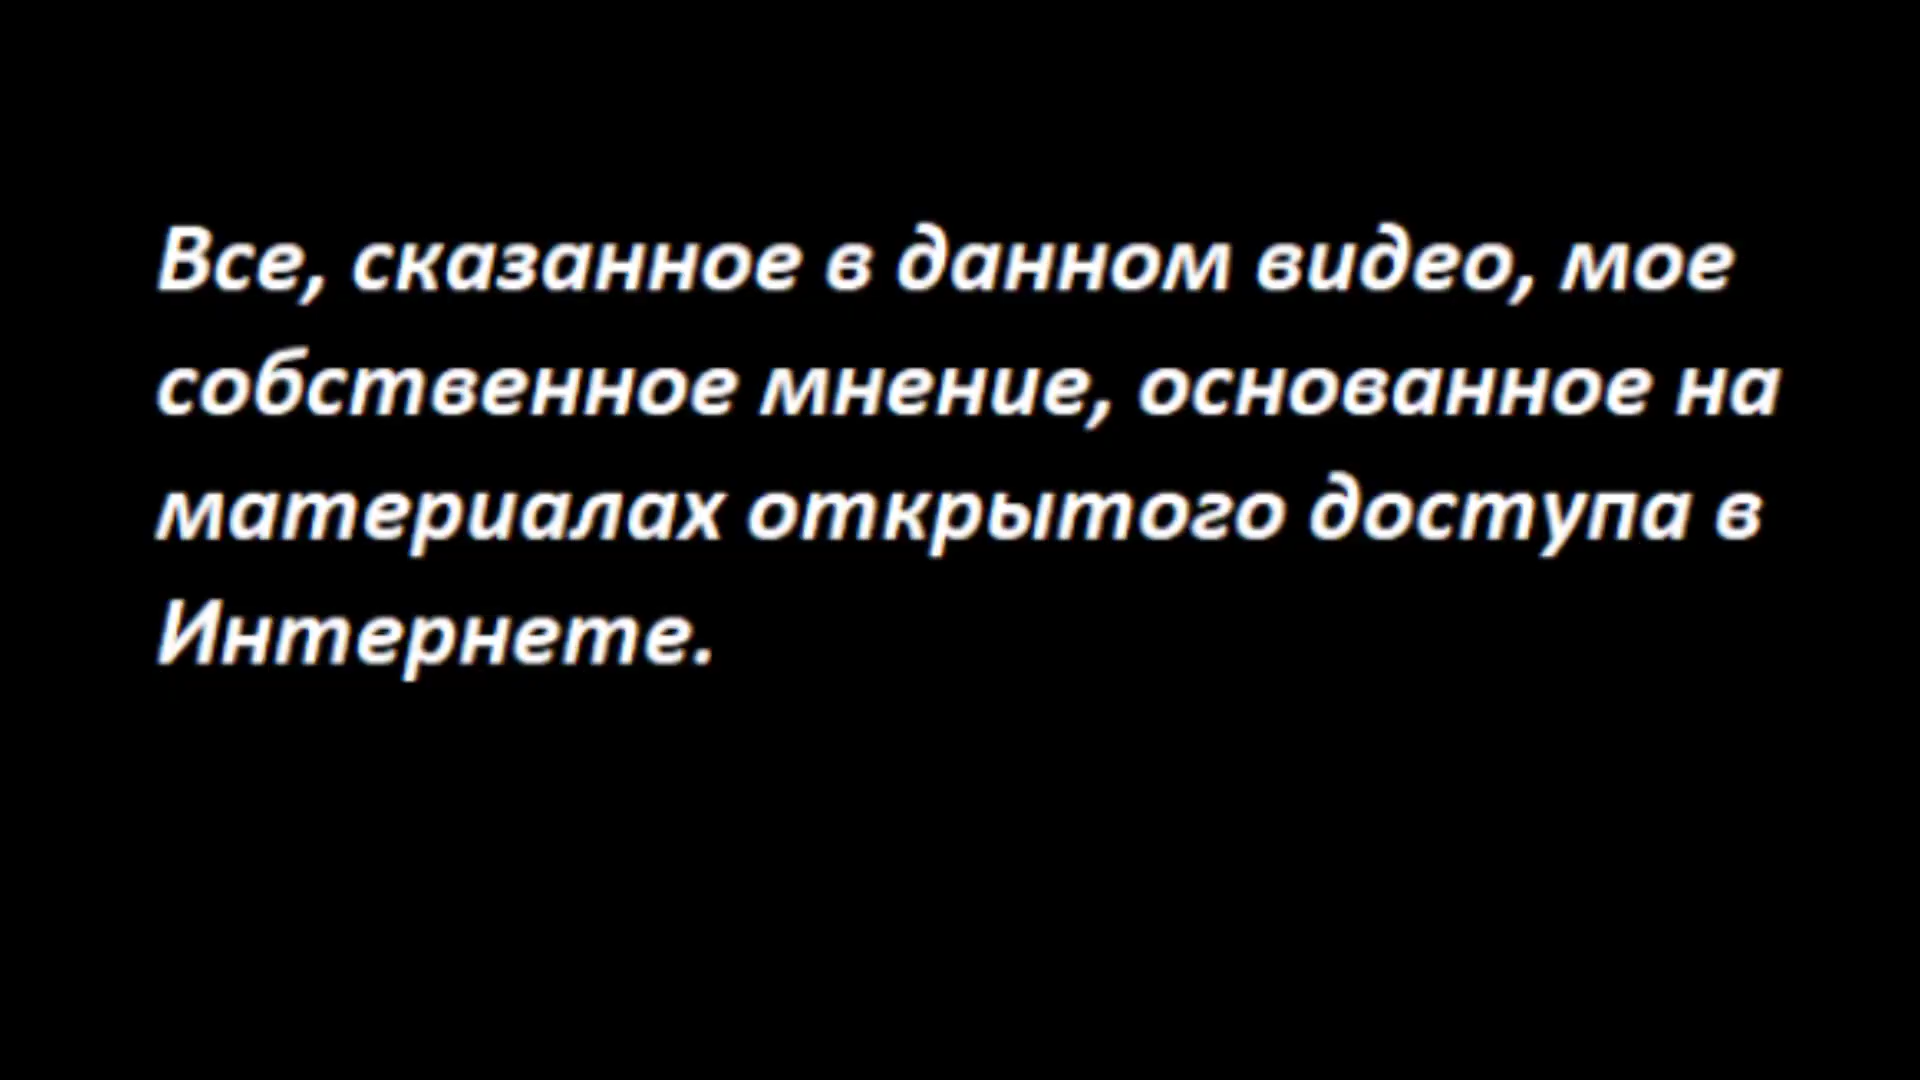 Все, сказанное в данном видео, мое
собственное мнение, основанное на
материалах открытого доступа в
Интернете.